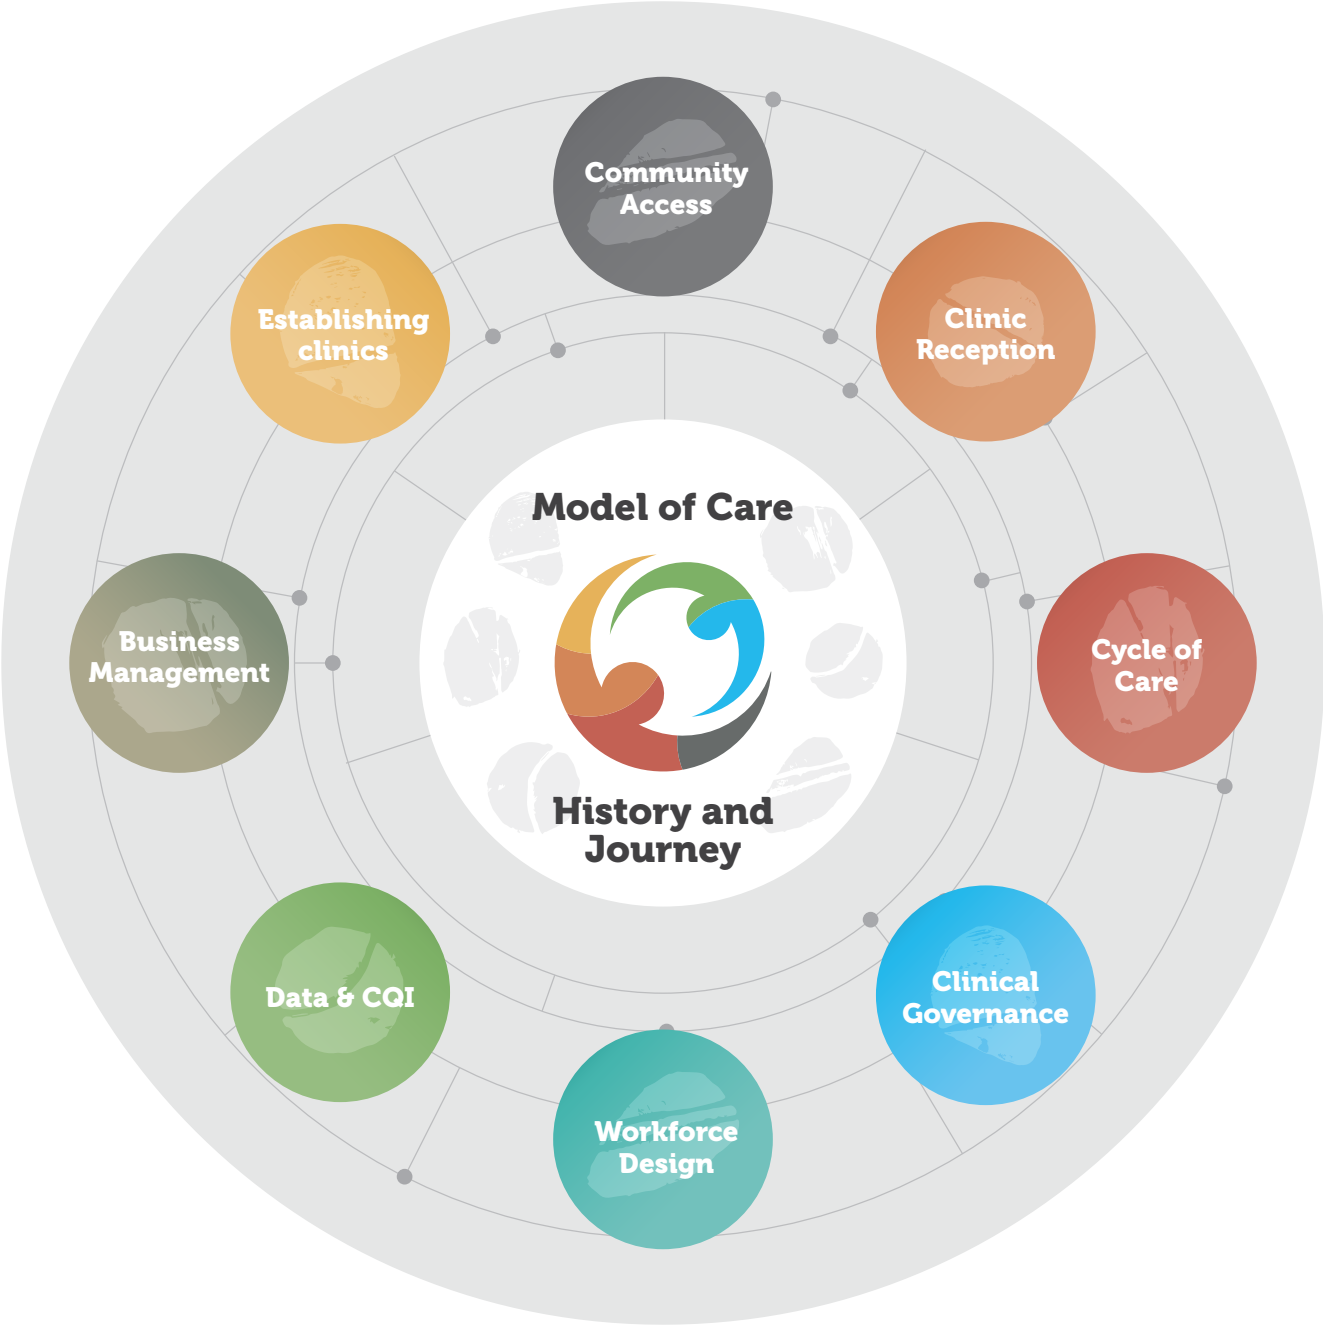 Community
Access
Clinic
Reception
Cycle of
Care
Clinical
Governance
Workforce
Design
Data & CQI
Business
Management
Establishing
clinics
Model of Care
History and
Journey